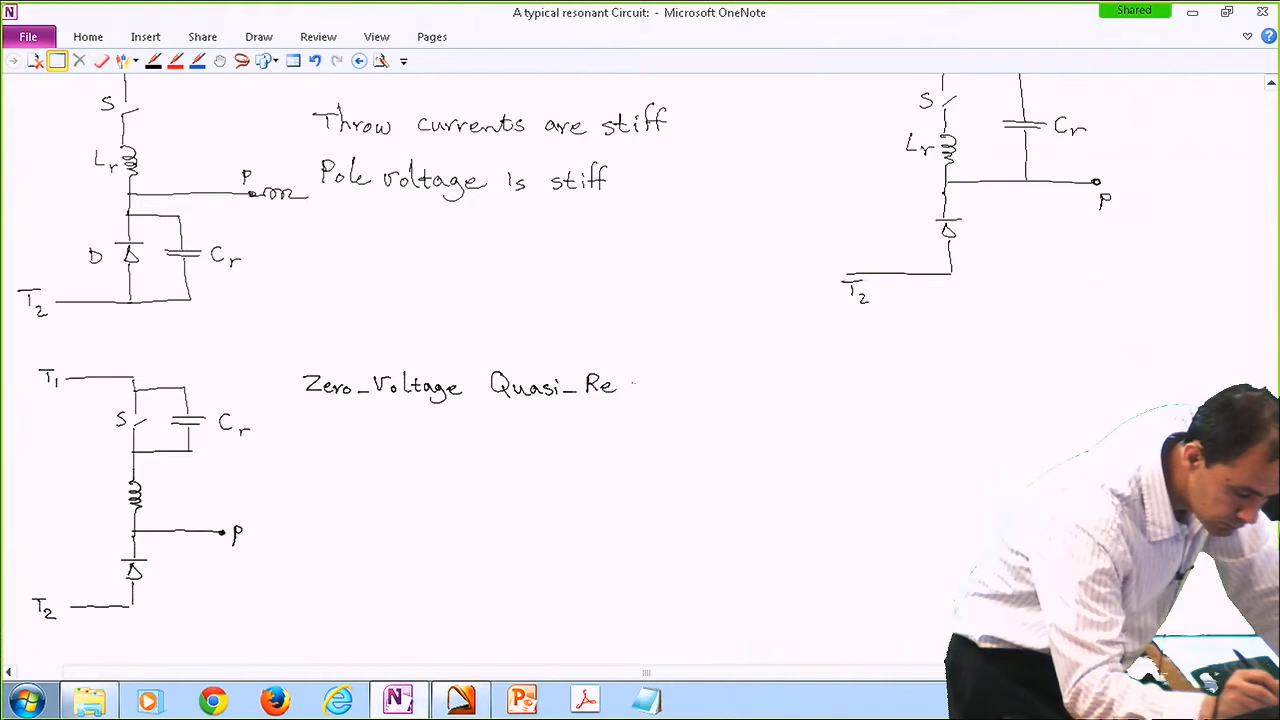 A typical resonant Circuit: - Microsoft OneNote
Shared
File Home Insert Share Draw Review View Pages
S
Lr
P
D
Cr
T2
Throw currents are stiff
Pole voltage is stiff
S
Lr
Cr
P
T2
T1
S
Cr
P
T2
Zero_Voltage Quasi_Re